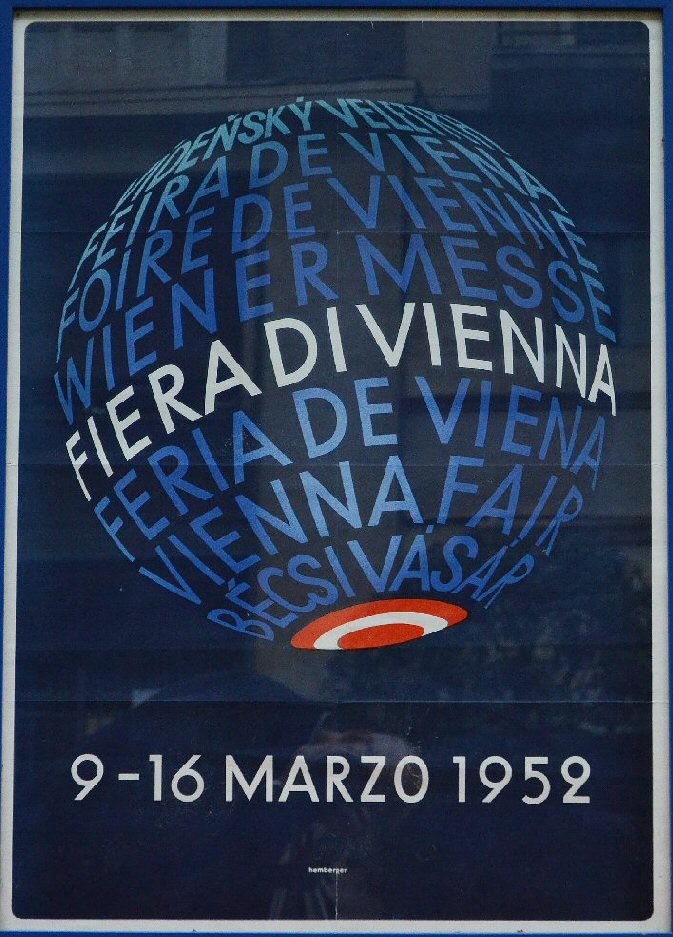 VÍDEŇSKÝ VELETRH
FEIRA DE VIENA
FOIRE DE VIENNE
WIENER MESSE
FIERA DI VIENNA
FERIA DE VIENA
VIENNA FAIR
BÉCSI VÁSÁR
9-16 MARZO 1952
hamberger